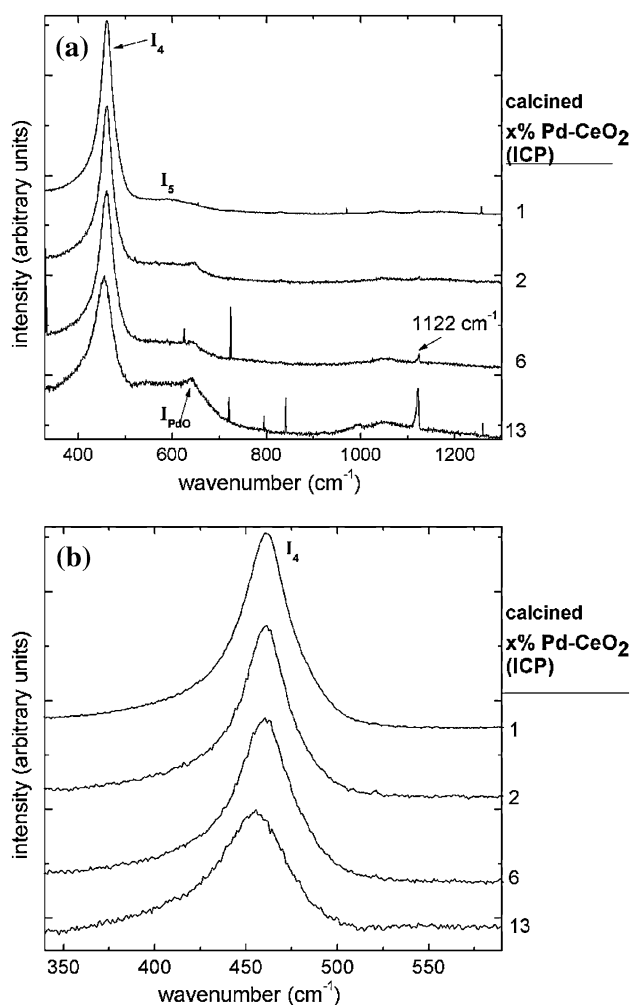 (a)
I4
I5
1122 cm-1
IPdO
calcined
x% Pd-CeO2
(ICP)
1
2
6
13
intensity (arbitrary units)
400 600 800 1000 1200
wavenumber (cm-1)
(b)
I4
calcined
x% Pd-CeO2
(ICP)
1
2
6
13
intensity (arbitrary units)
350 400 450 500 550
wavenumber (cm-1)